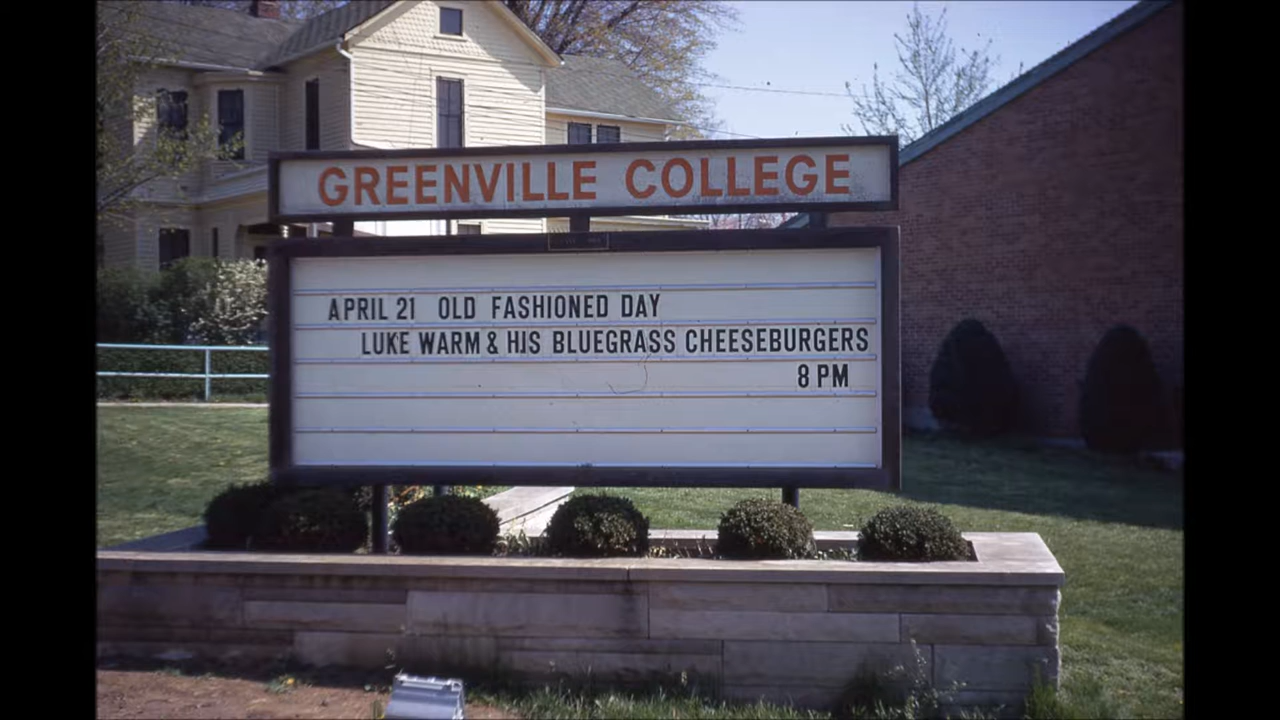 GREENVILLE COLLEGE
APRIL 21 OLD FASHIONED DAY
LUKE WARM & HIS BLUEGRASS CHEESEBURGERS
8 PM